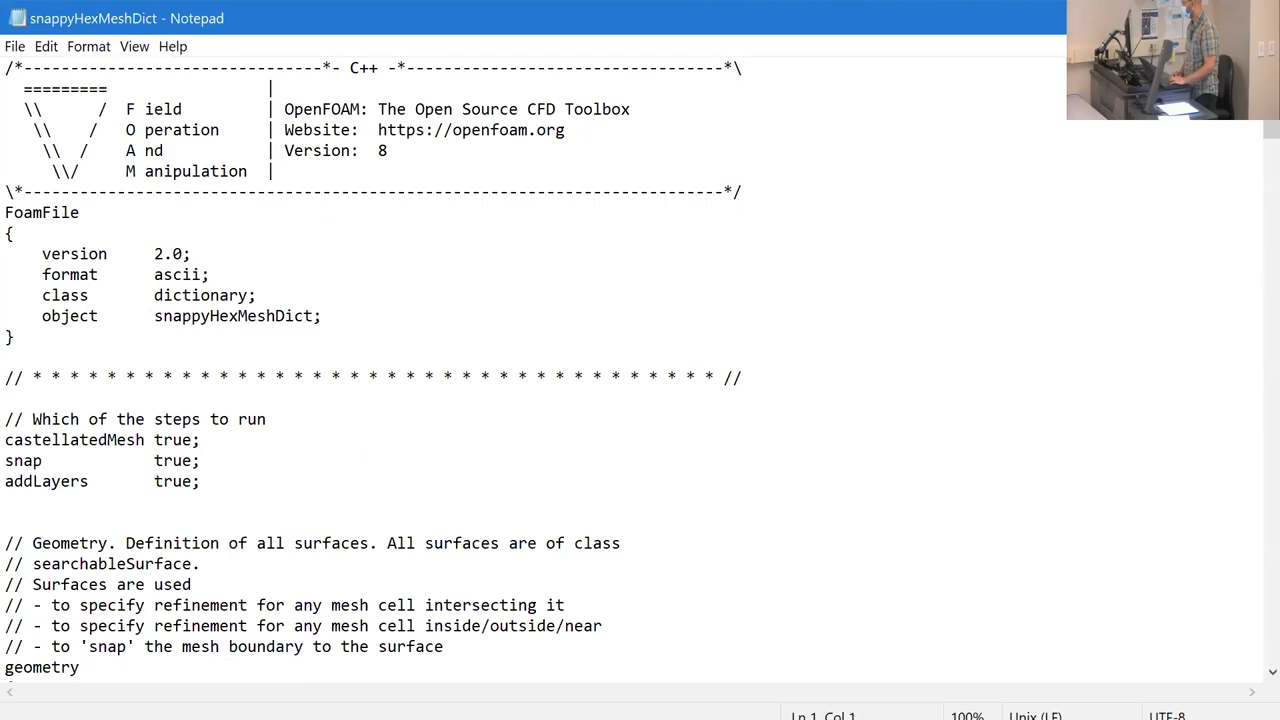 snappyHexMeshDict - Notepad
File Edit Format View Help
/*--------------------------------*- C++ -*----------------------------------*\
  =========                 |
  \\      /  F ield         | OpenFOAM: The Open Source CFD Toolbox
   \\    /   O peration     | Website:  https://openfoam.org
    \\  /    A nd           | Version:  8
     \\/     M anipulation  |
\*---------------------------------------------------------------------------*/
FoamFile
{
    version     2.0;
    format      ascii;
    class       dictionary;
    object      snappyHexMeshDict;
}
// * * * * * * * * * * * * * * * * * * * * * * * * * * * * * * * * * * * * * //
// Which of the steps to run
castellatedMesh true;
snap            true;
addLayers       true;
// Geometry. Definition of all surfaces. All surfaces are of class
// searchableSurface.
// Surfaces are used
// - to specify refinement for any mesh cell intersecting it
// - to specify refinement for any mesh cell inside/outside/near
// - to 'snap' the mesh boundary to the surface
geometry
Ln 1, Col 1 100% Unix (LF) UTF-8